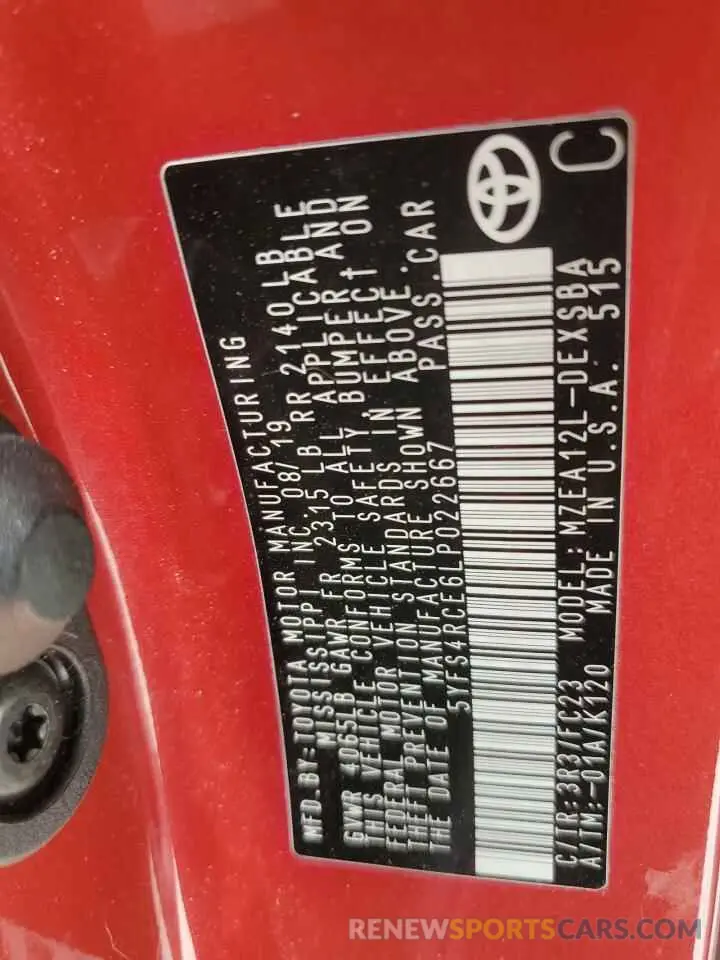 MFD. BY: TOYOTA MOTOR MANUFACTURING
MISSISSIPPI INC. 08/19
GVWR 4065LB GAWR FR 2315 LB RR 2140 LB
THIS VEHICLE CONFORMS TO ALL APPLICABLE
FEDERAL MOTOR VEHICLE SAFETY, BUMPER AND
THEFT PREVENTION STANDARDS IN EFFECT ON
THE DATE OF MANUFACTURE SHOWN ABOVE.
5YFS4RCE6LP022667 PASS.CAR
C/TR:3R3/FC23 MODEL:MZEA12L-DEXSBA
A/TM:-01A/K120 MADE IN U.S.A. 515
C
RENEWSPORTSCARS.COM